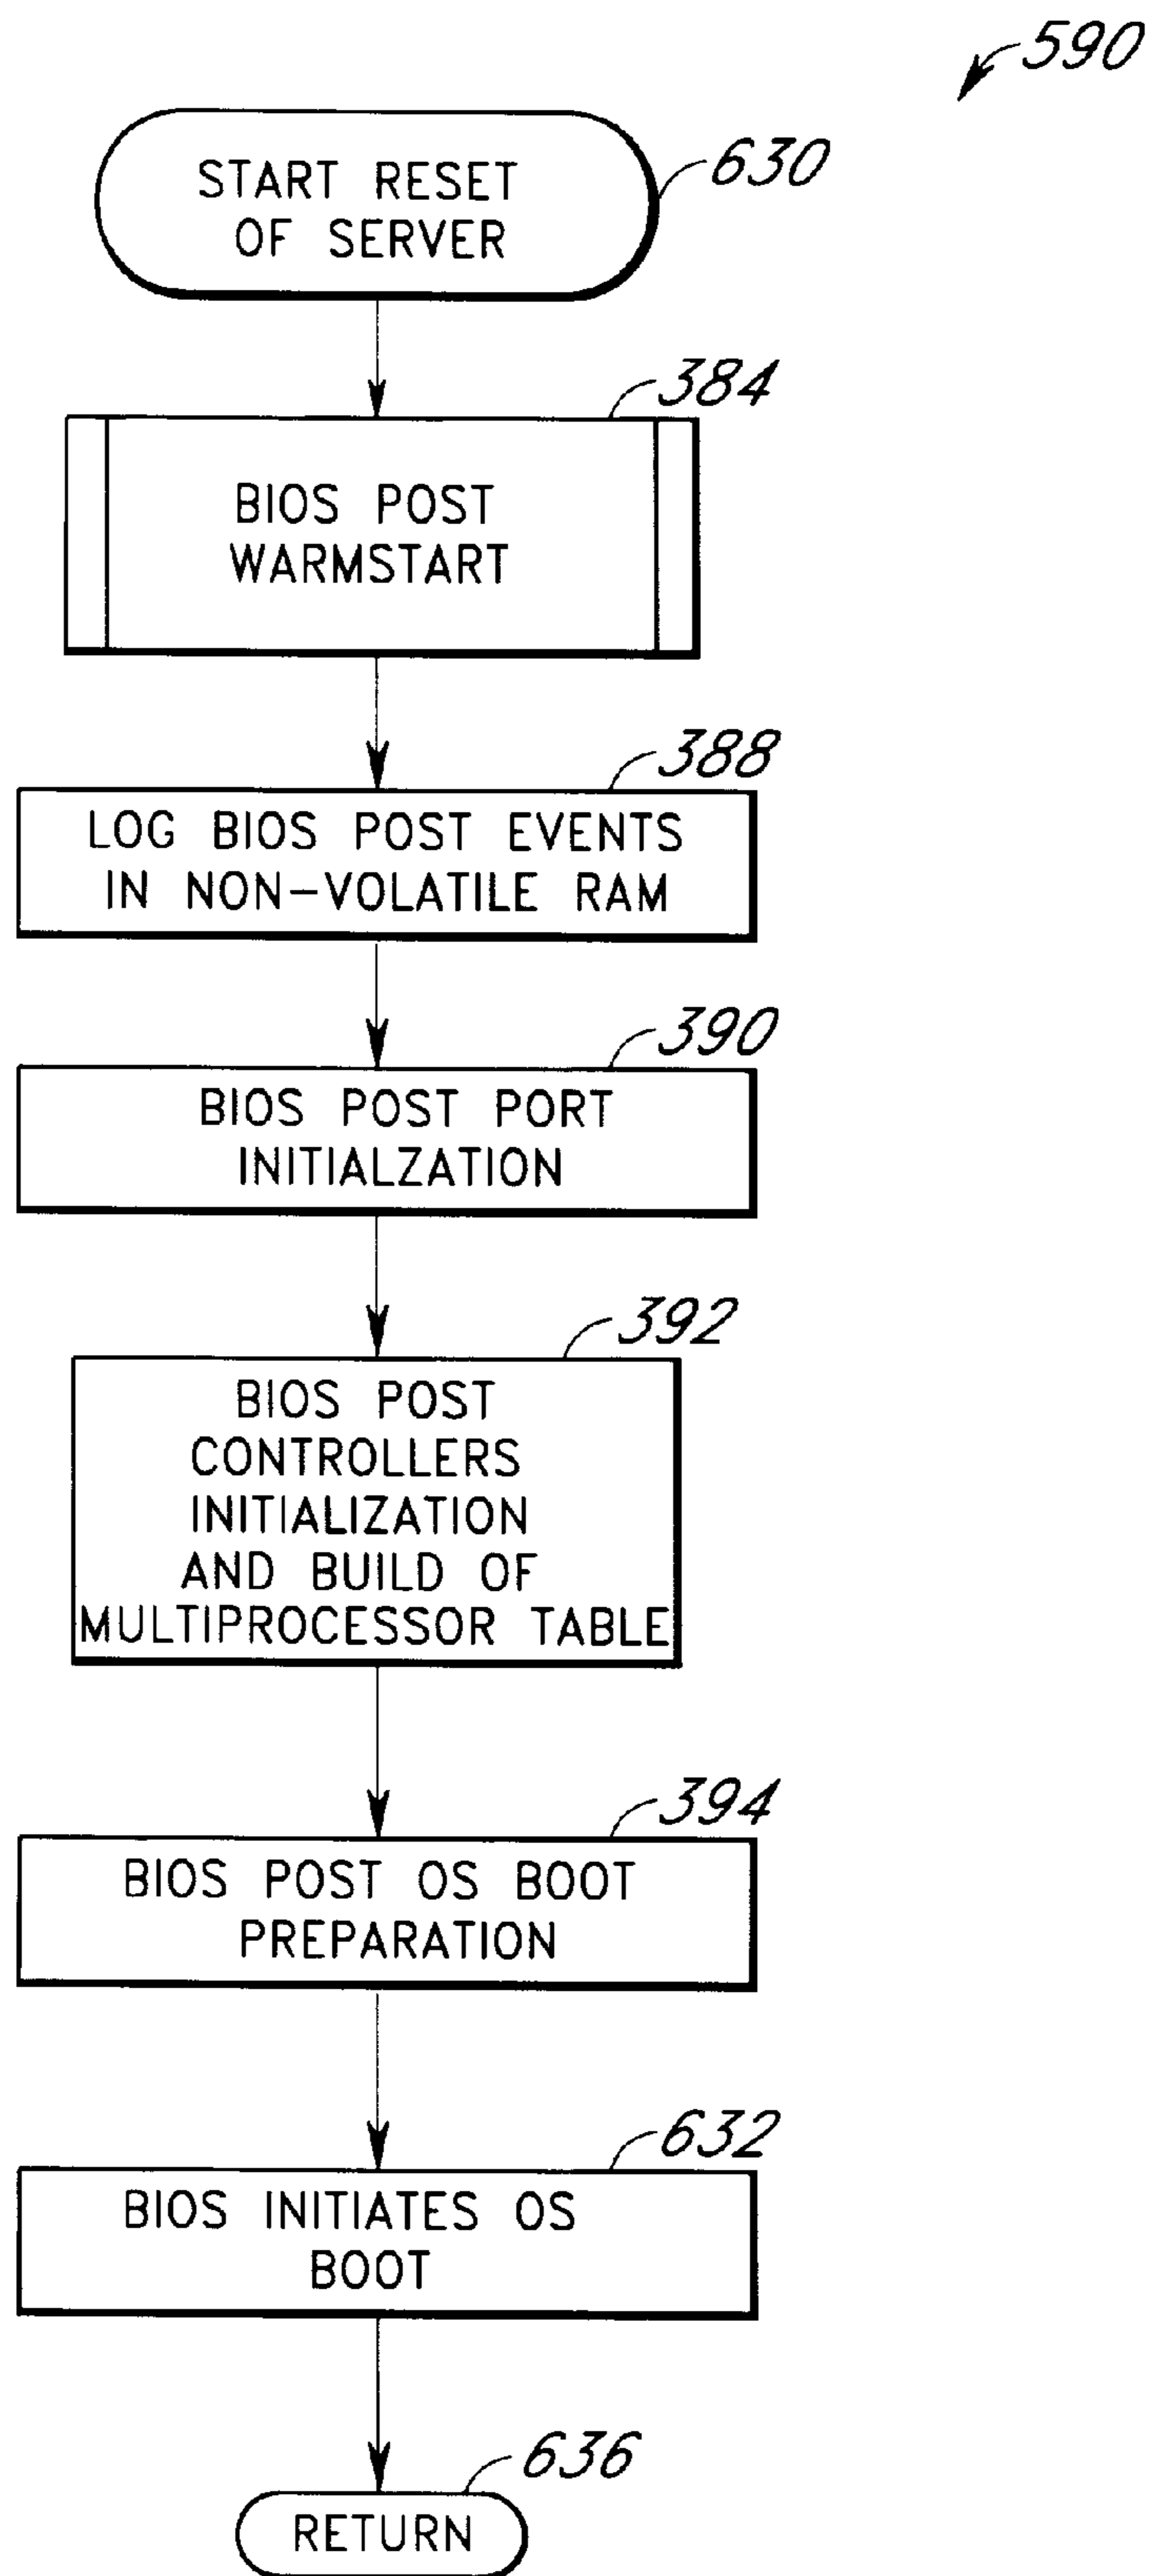 590
START RESET
OF SERVER
630
384
BIOS POST
WARMSTART
388
LOG BIOS POST EVENTS
IN NON-VOLATILE RAM
390
BIOS POST PORT
INITIALZATION
392
BIOS POST
CONTROLLERS
INITIALIZATION
AND BUILD OF
MULTIPROCESSOR TABLE
394
BIOS POST OS BOOT
PREPARATION
632
BIOS INITIATES OS
BOOT
636
RETURN